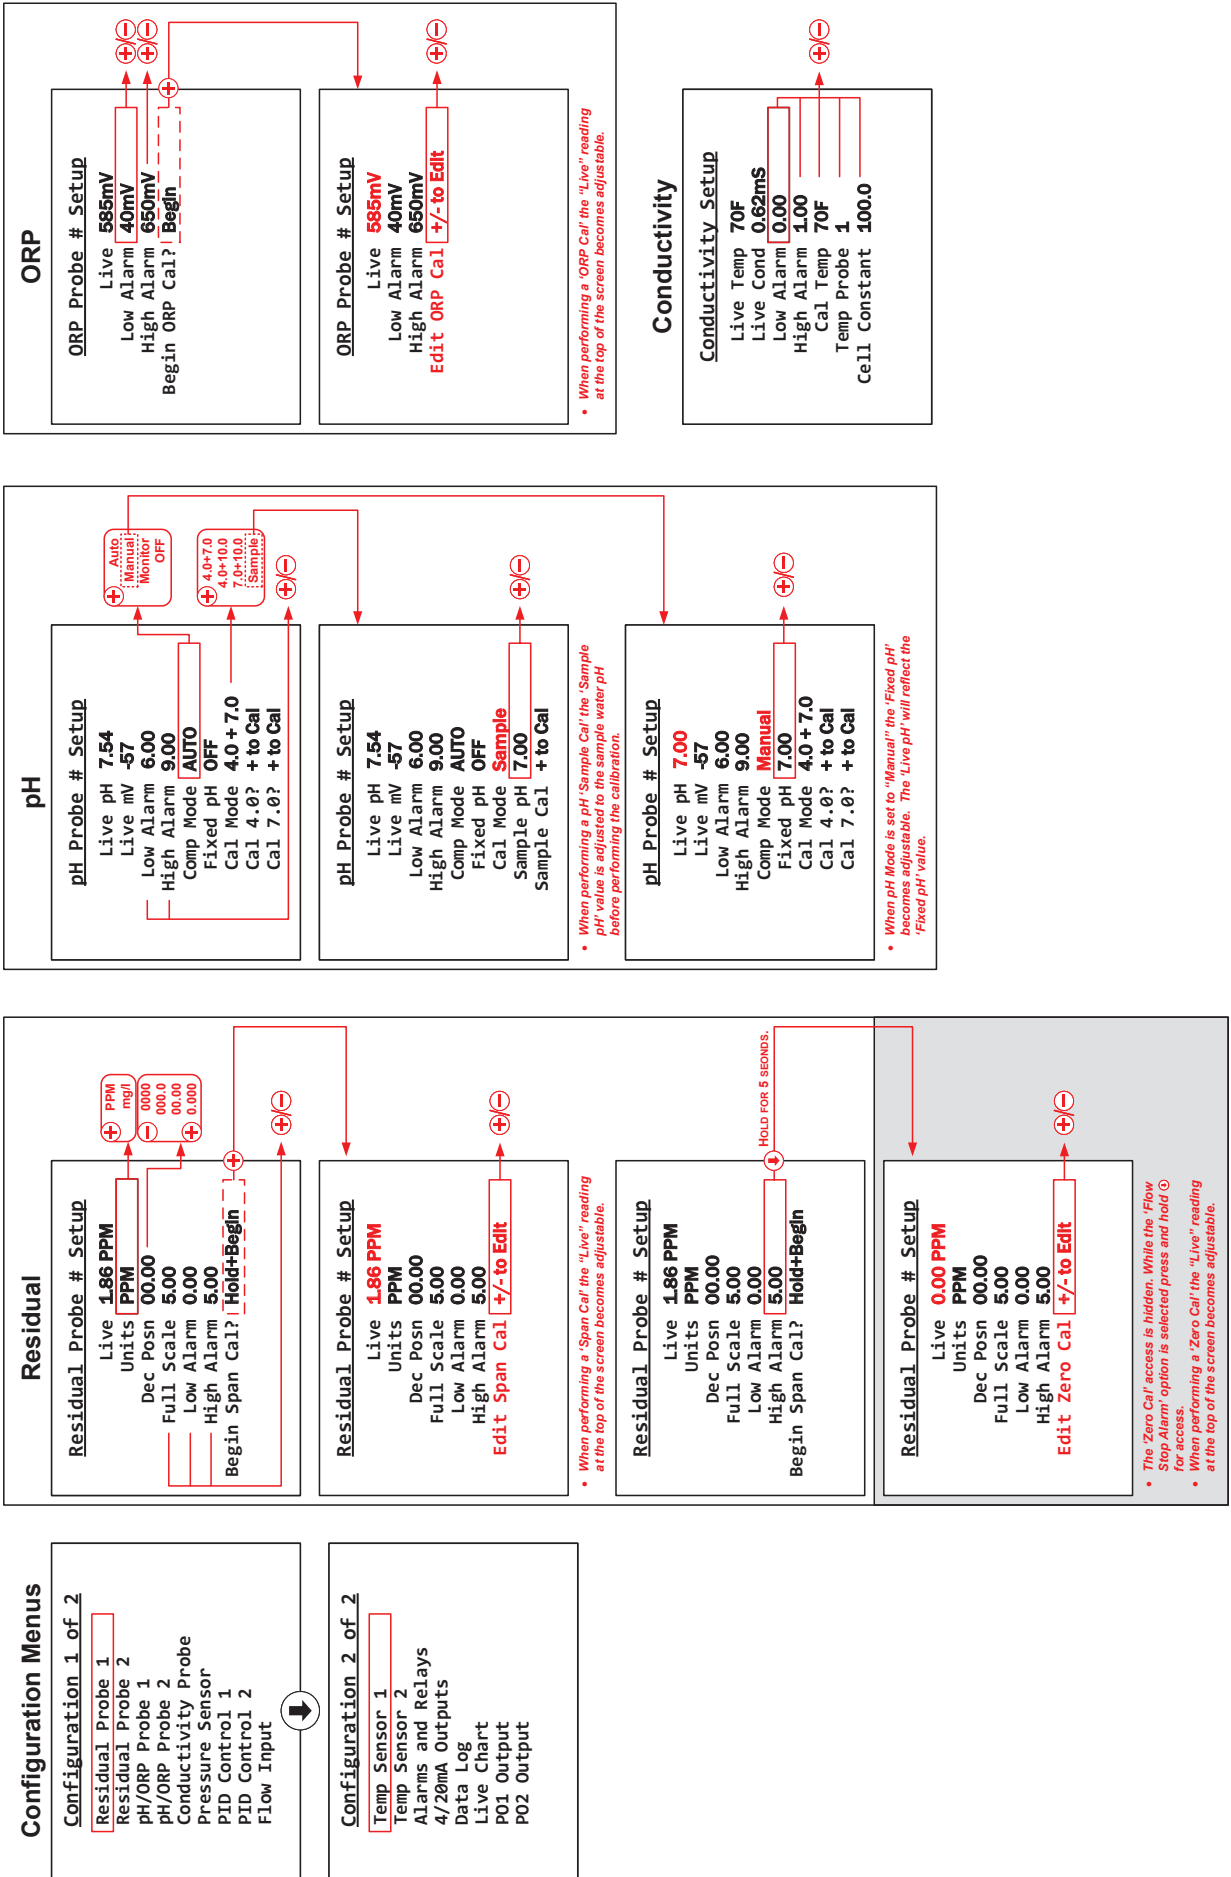 Configuration Menus
Configuration 1 of 2
Residual Probe 1
Residual Probe 2
pH/ORP Probe 1
pH/ORP Probe 2
Conductivity Probe
Pressure Sensor
PID Control 1
PID Control 2
Flow Input
Configuration 2 of 2
Temp Sensor 1
Temp Sensor 2
Alarms and Relays
4/20mA Outputs
Data Log
Live Chart
PO1 Output
PO2 Output
Residual
Residual Probe # Setup
Live 1.86 PPM
Units PPM
Dec Posn 00.00
Full Scale 5.00
Low Alarm 0.00
High Alarm 5.00
Begin Span Cal? Hold+Begin
+ PPM
mg/l
− 0000
000.0
00.00
+ 0.000
+
+/−
Residual Probe # Setup
Live 1.86 PPM
Units PPM
Dec Posn 00.00
Full Scale 5.00
Low Alarm 0.00
High Alarm 5.00
Edit Span Cal +/- to Edit
+/−
• When performing a 'Span Cal' the "Live" reading
at the top of the screen becomes adjustable.
Residual Probe # Setup
Live 1.86 PPM
Units PPM
Dec Posn 00.00
Full Scale 5.00
Low Alarm 0.00
High Alarm 5.00
Begin Span Cal? Hold+Begin
HOLD FOR 5 SEONDS.
Residual Probe # Setup
Live 0.00 PPM
Units PPM
Dec Posn 00.00
Full Scale 5.00
Low Alarm 0.00
High Alarm 5.00
Edit Zero Cal +/- to Edit
+/−
• The 'Zero Cal' access is hidden. While the 'Flow
Stop Alarm' option is selected press and hold
for access.
• When performing a 'Zero Cal' the "Live" reading
at the top of the screen becomes adjustable.
pH
pH Probe # Setup
Live pH 7.54
Live mV -57
Low Alarm 6.00
High Alarm 9.00
Comp Mode AUTO
Fixed pH OFF
Cal Mode 4.0 + 7.0
Cal 4.0? + to Cal
Cal 7.0? + to Cal
+ Auto
Manual
Monitor
OFF
+ 4.0+7.0
4.0+10.0
7.0+10.0
Sample
+/−
pH Probe # Setup
Live pH 7.54
Live mV -57
Low Alarm 6.00
High Alarm 9.00
Comp Mode AUTO
Fixed pH OFF
Cal Mode Sample
Sample pH 7.00
Sample Cal + to Cal
+/−
• When performing a pH 'Sample Cal' the 'Sample
pH' value is adjusted to the sample water pH
before performing the calibration.
pH Probe # Setup
Live pH 7.00
Live mV -57
Low Alarm 6.00
High Alarm 9.00
Comp Mode Manual
Fixed pH 7.00
Cal Mode 4.0 + 7.0
Cal 4.0? + to Cal
Cal 7.0? + to Cal
+/−
• When pH Mode is set to "Manual" the 'Fixed pH'
becomes adjustable. The 'Live pH' will reflect the
'Fixed pH' value.
ORP
ORP Probe # Setup
Live 585mV
Low Alarm 40mV
High Alarm 650mV
Begin ORP Cal? Begin
+/−
+/−
+
ORP Probe # Setup
Live 585mV
Low Alarm 40mV
High Alarm 650mV
Edit ORP Cal +/- to Edit
+/−
• When performing a 'ORP Cal' the "Live" reading
at the top of the screen becomes adjustable.
Conductivity
Conductivity Setup
Live Temp 70F
Live Cond 0.62mS
Low Alarm 0.00
High Alarm 1.00
Cal Temp 70F
Temp Probe 1
Cell Constant 100.0
+/−